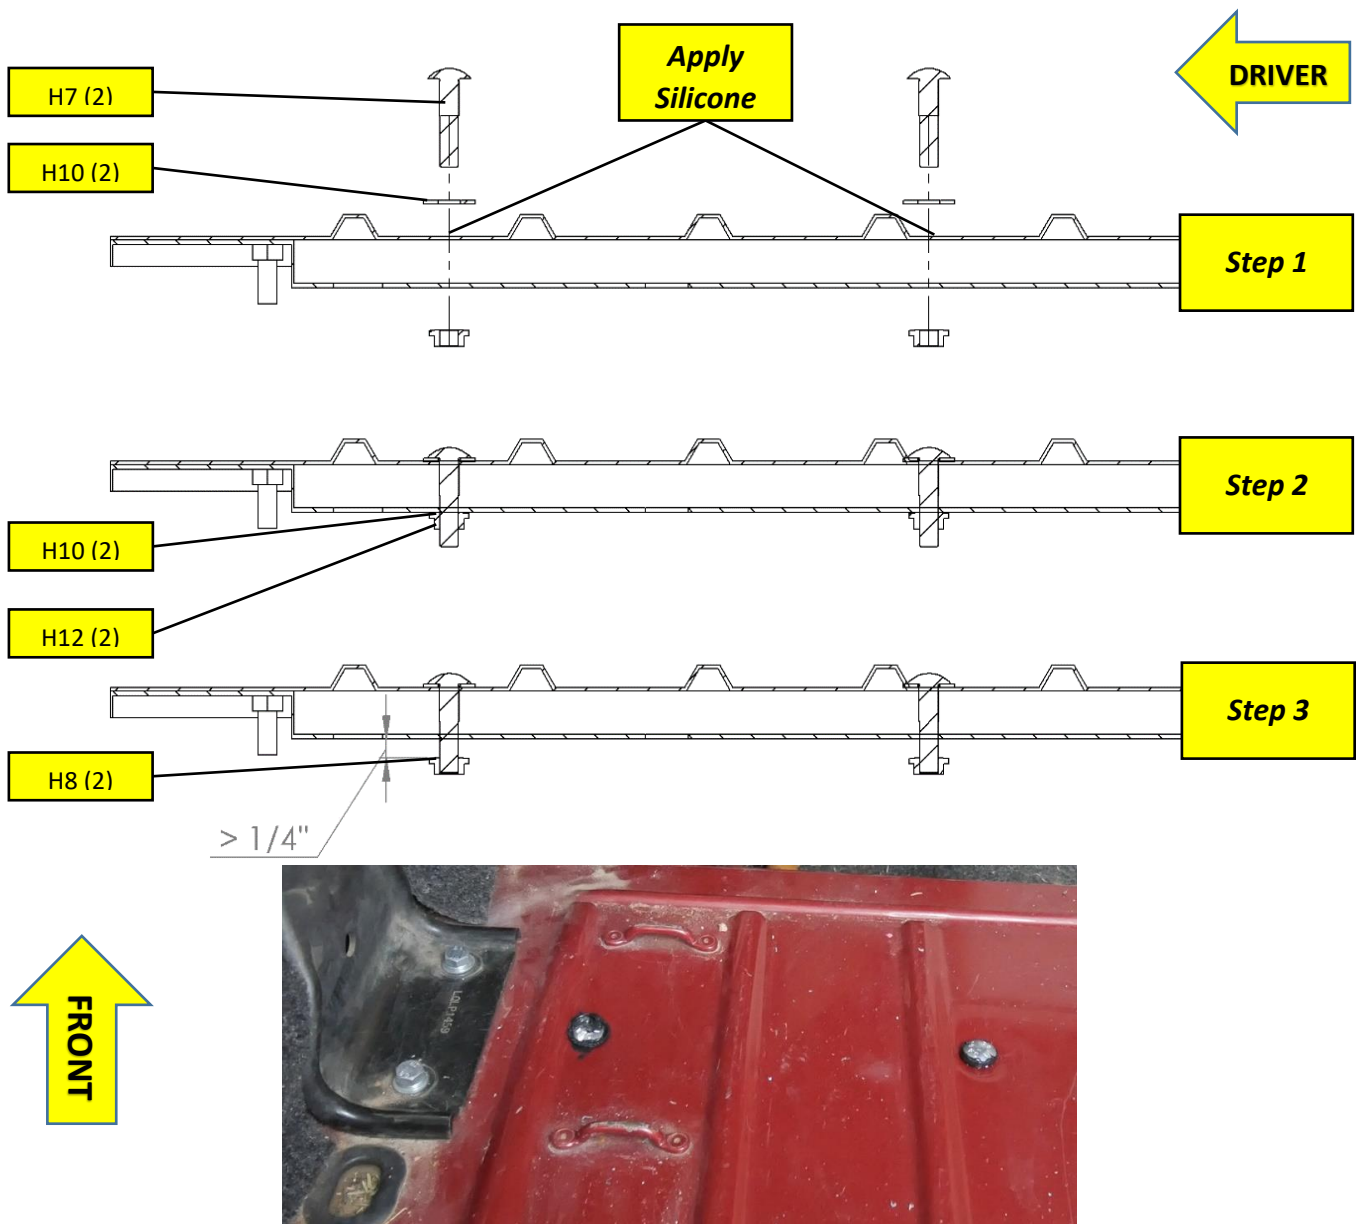 Apply
Silicone
DRIVER
H7 (2)
H10 (2)
Step 1
Step 2
H10 (2)
H12 (2)
Step 3
H8 (2)
> 1/4"
FRONT
LQLP1469